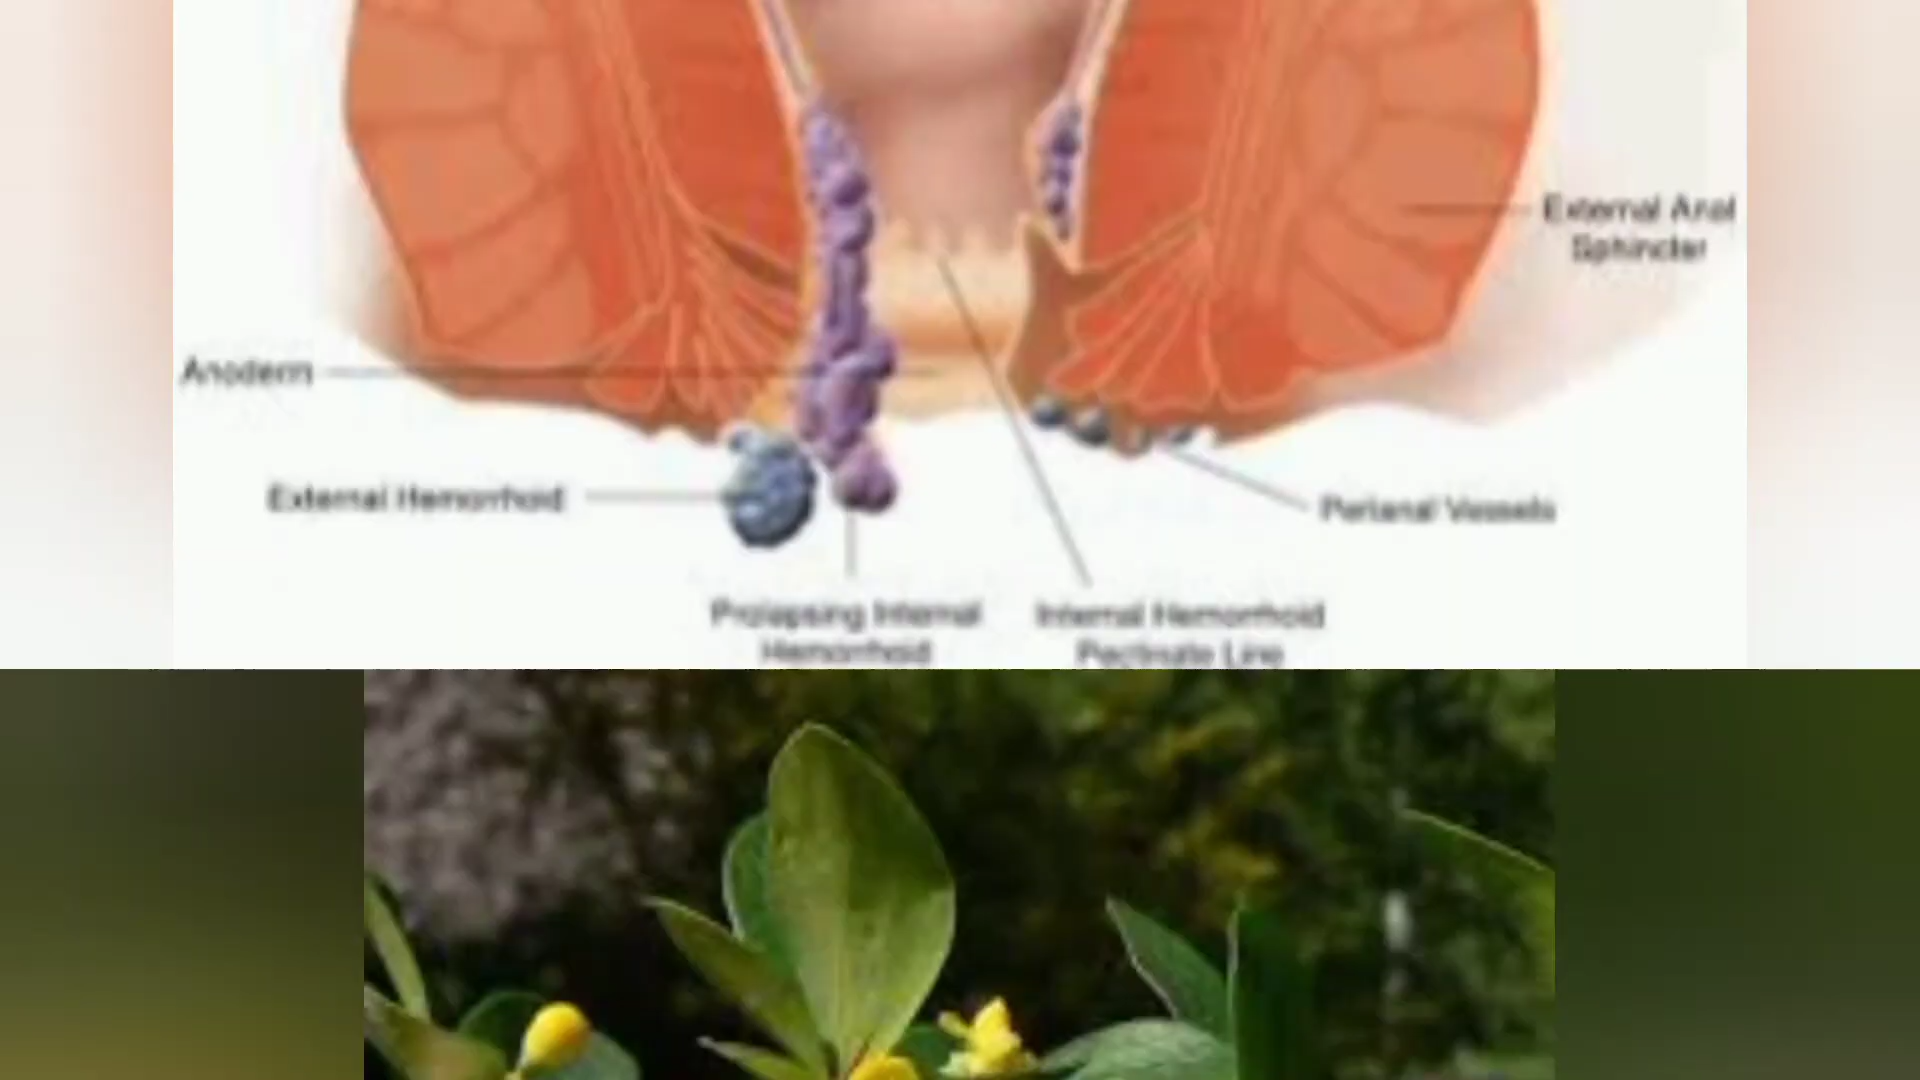 External Anal
Sphincter
Anoderm
External Hemorrhoid
Perianal Vessels
Prolapsing Internal
Hemorrhoid
Internal Hemorrhoid
Pectinate Line